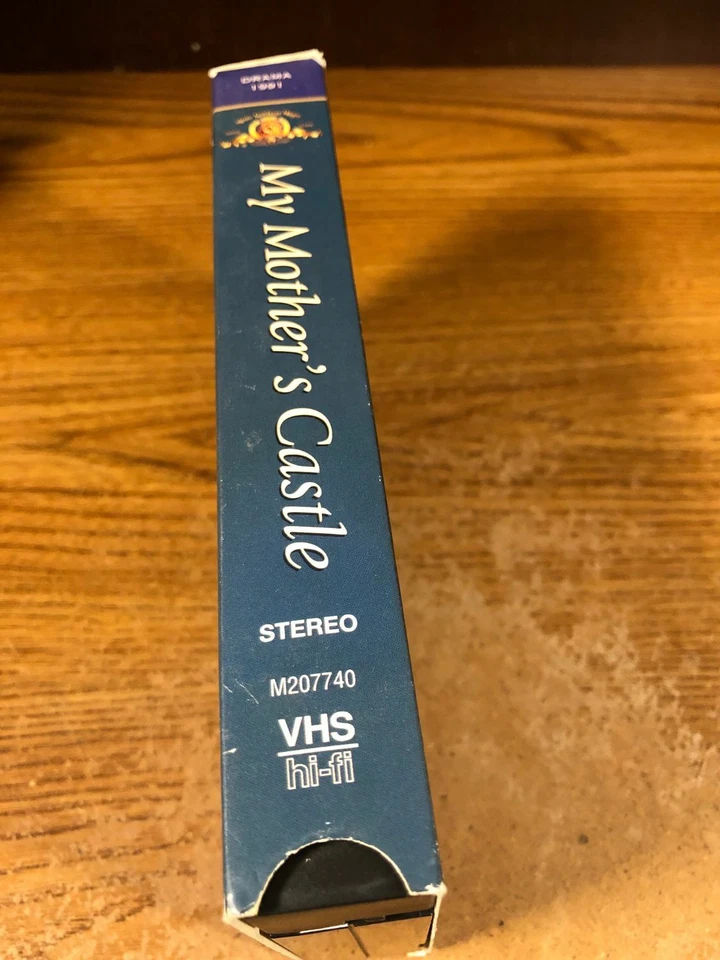 DRAMA
1991
My Mother's Castle
STEREO
M207740
VHS
hi-fi